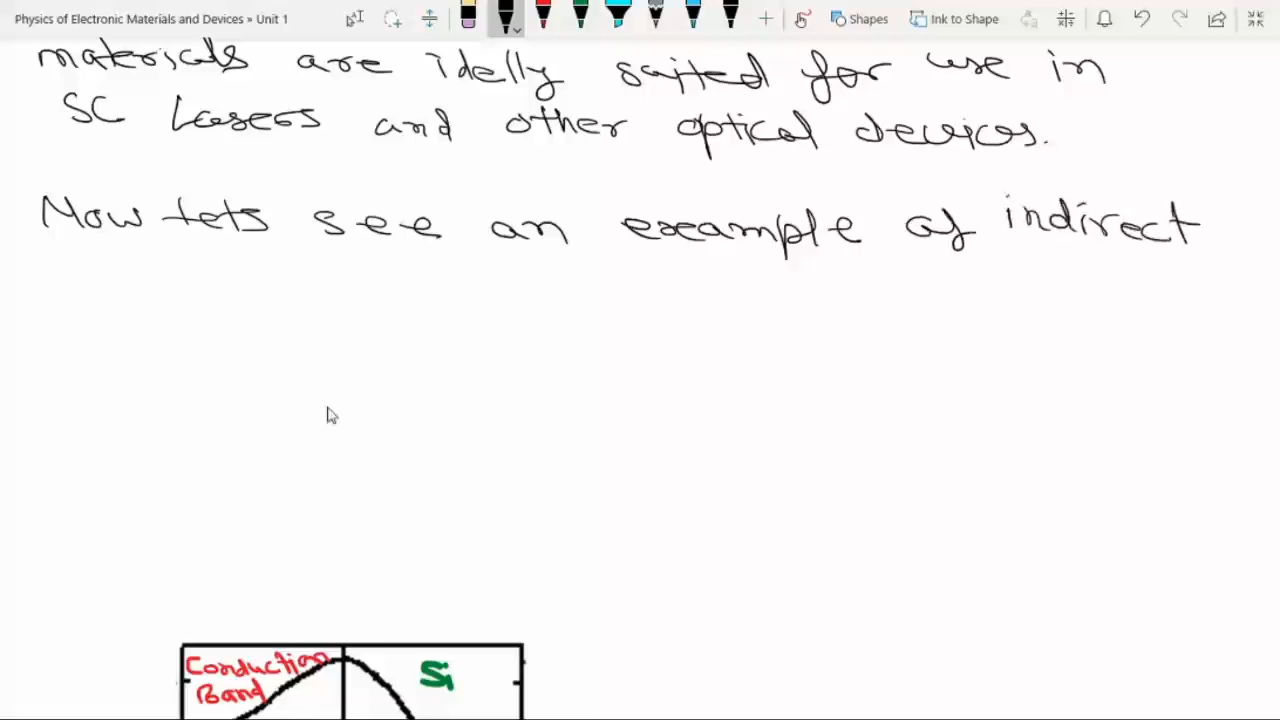 Physics of Electronic Materials and Devices » Unit 1
Shapes
Ink to Shape
materials are idelly suited for use in
SC Lasers and other optical devices.
Now lets see an example of indirect
Conduction
Band
Si